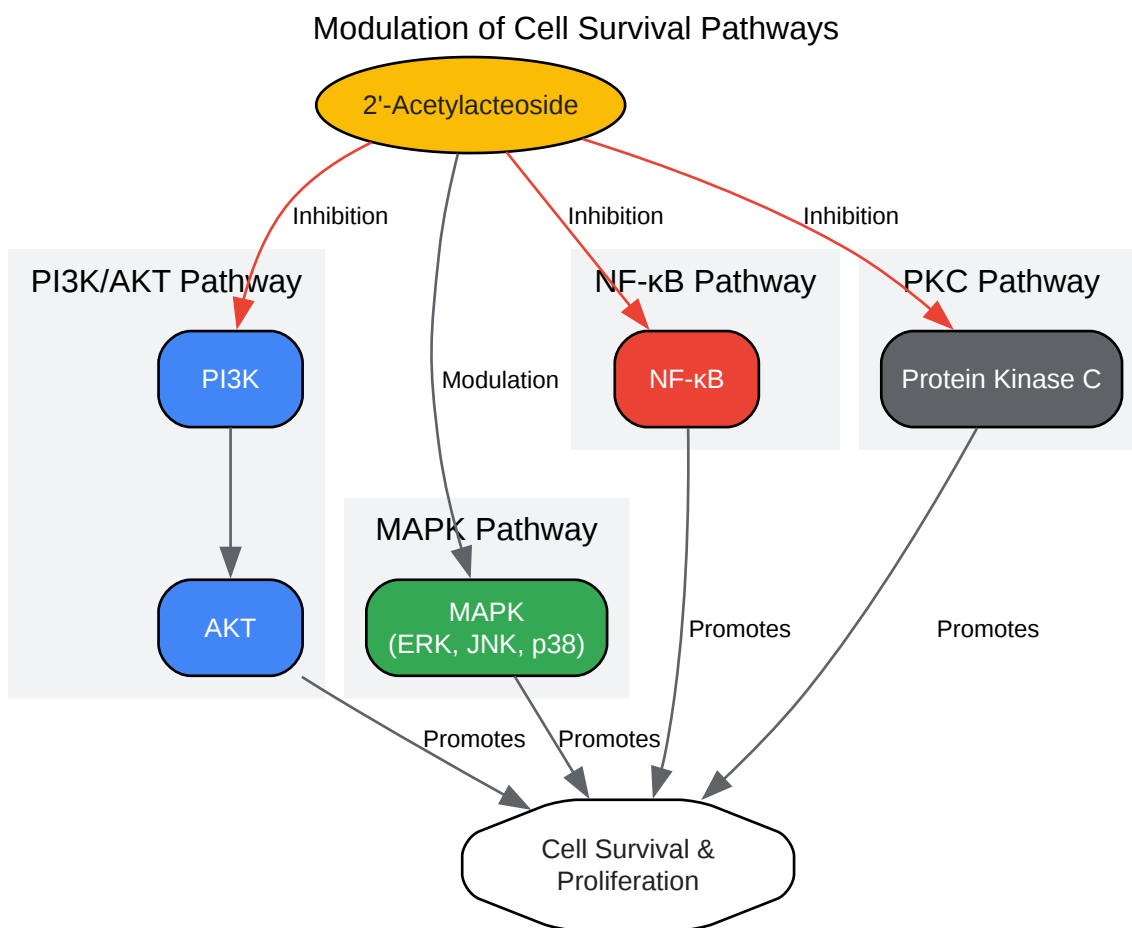 Modulation of Cell Survival Pathways
2'-Acetylacteoside
Inhibition
Inhibition
Inhibition
PI3K/AKT Pathway
NF-κB Pathway
PKC Pathway
PI3K
Modulation
NF-κB
Protein Kinase C
MAPK Pathway
AKT
MAPK
(ERK, JNK, p38)
Promotes
Promotes
Promotes
Promotes
Cell Survival &
Proliferation